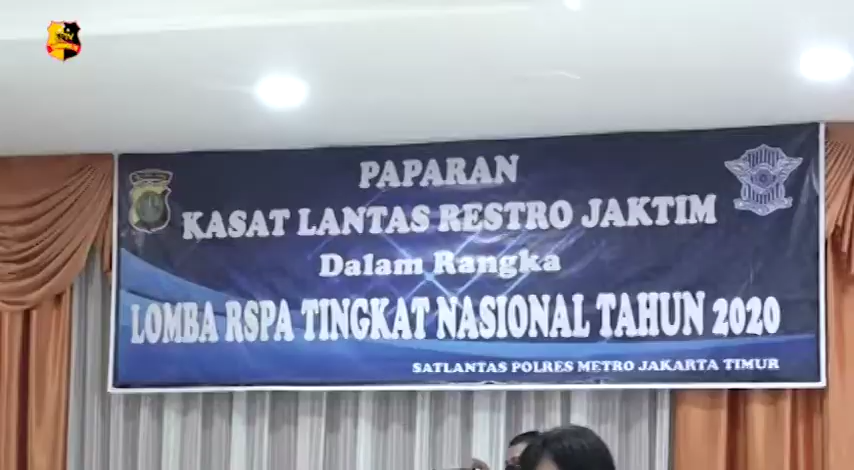 PAPARAN
KASAT LANTAS RESTRO JAKTIM
Dalam Rangka
LOMBA RSPA TINGKAT NASIONAL TAHUN 2020
SATLANTAS POLRES METRO JAKARTA TIMUR